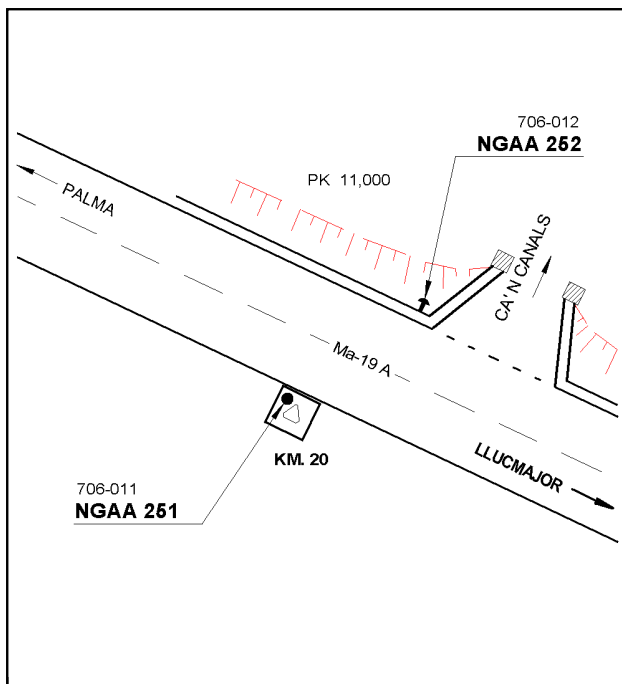 706-012
NGAA 252
PK 11,000
PALMA
CA'N CANALS
Ma-19 A
KM. 20
LLUCMAJOR
706-011
NGAA 251